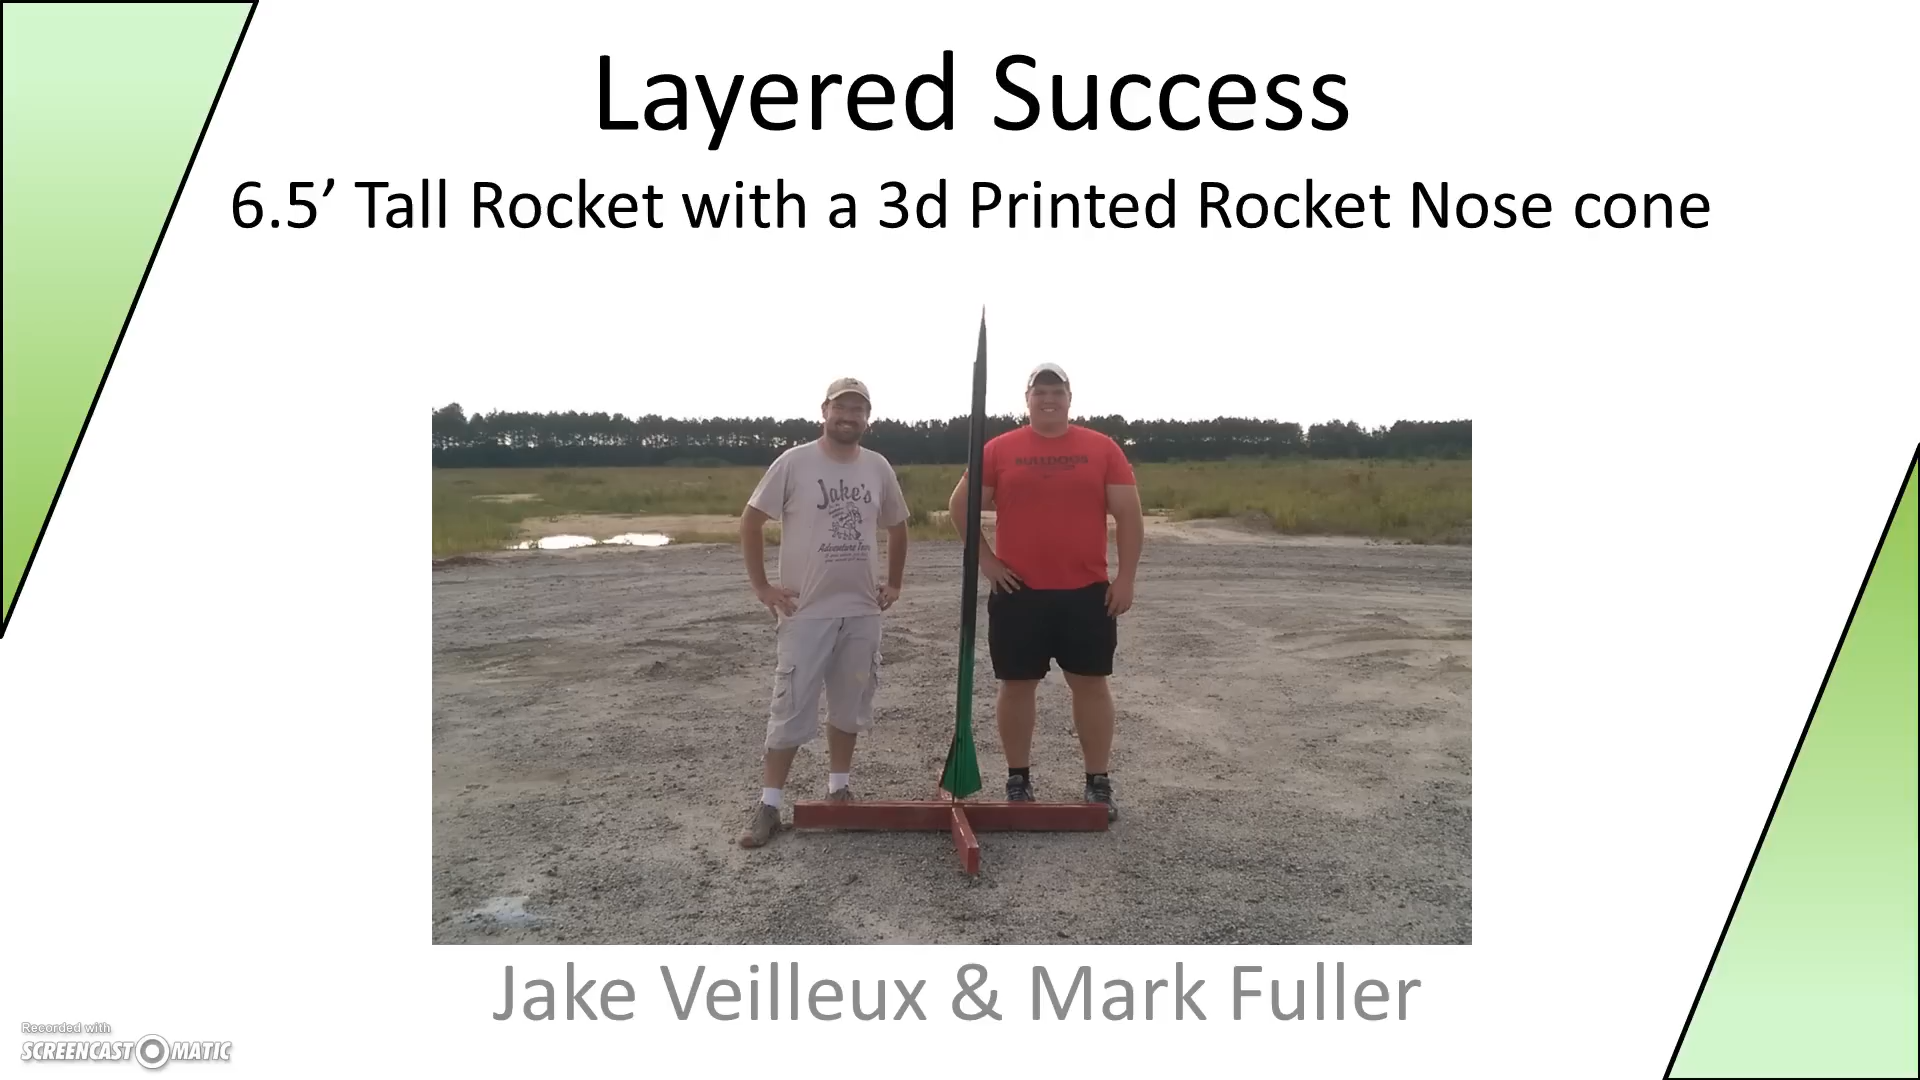 Layered Success
6.5’ Tall Rocket with a 3d Printed Rocket Nose cone
Jake's
Adventure
BULLDOGS
Jake Veilleux & Mark Fuller
Recorded with
SCREENCAST O MATIC